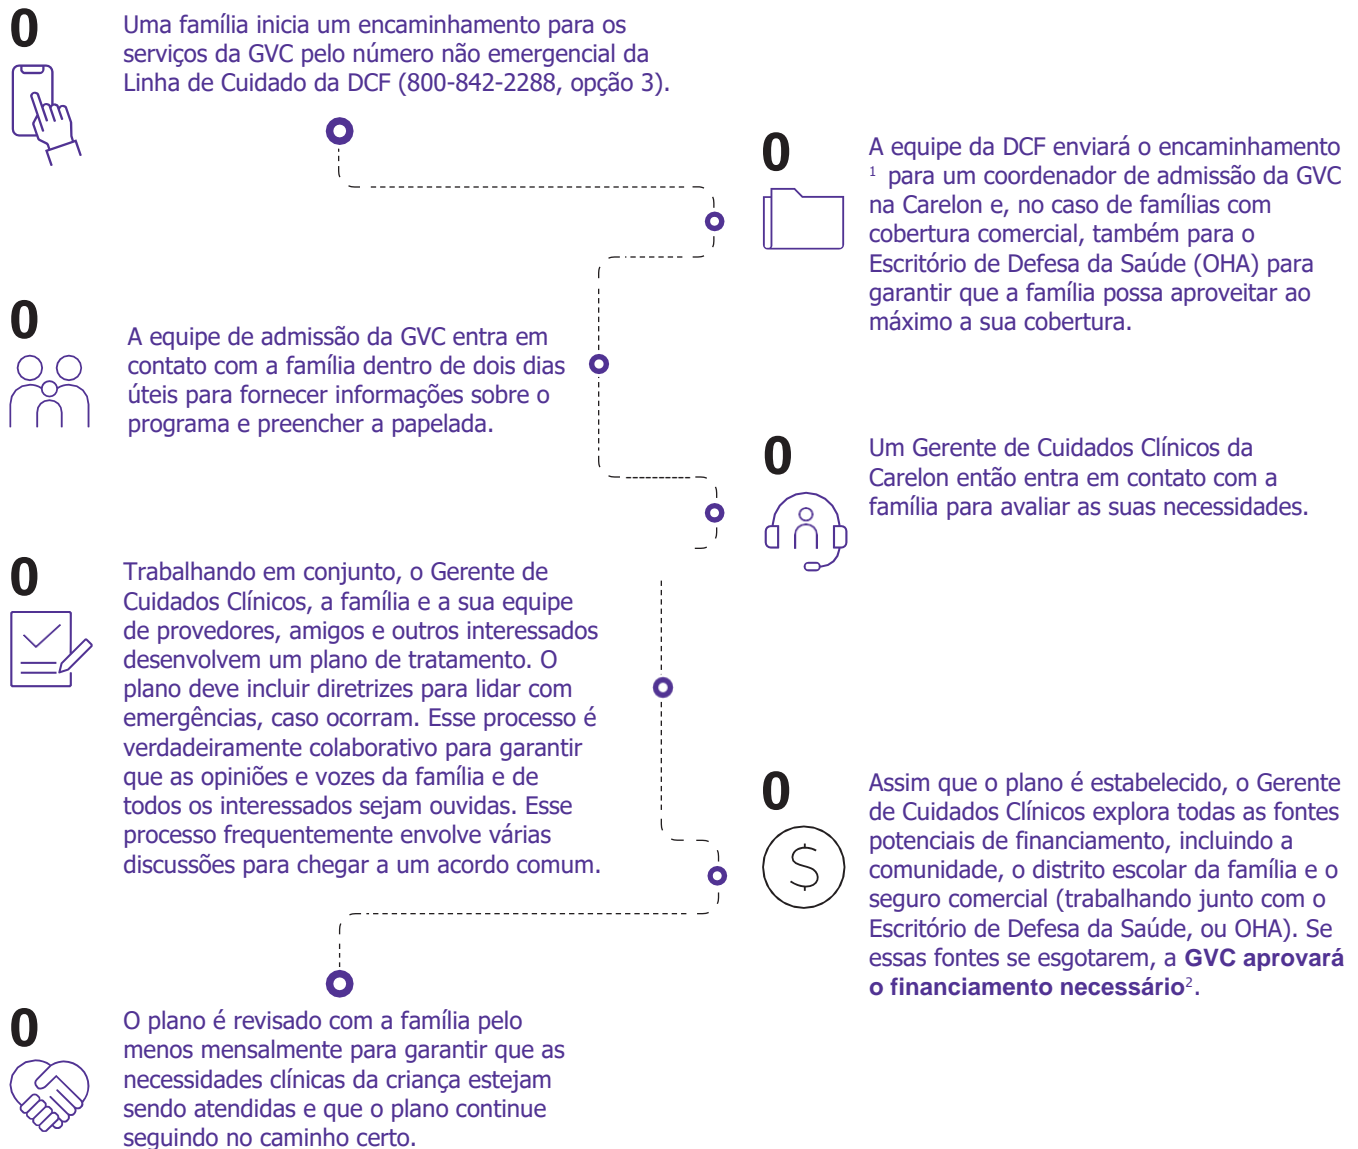 0
Uma família inicia um encaminhamento para os
serviços da GVC pelo número não emergencial da
Linha de Cuidado da DCF (800-842-2288, opção 3).
0
A equipe da DCF enviará o encaminhamento
1 para um coordenador de admissão da GVC
na Carelon e, no caso de famílias com
cobertura comercial, também para o
Escritório de Defesa da Saúde (OHA) para
garantir que a família possa aproveitar ao
máximo a sua cobertura.
0
A equipe de admissão da GVC entra em
contato com a família dentro de dois dias
úteis para fornecer informações sobre o
programa e preencher a papelada.
0
Um Gerente de Cuidados Clínicos da
Carelon então entra em contato com a
família para avaliar as suas necessidades.
0
Trabalhando em conjunto, o Gerente de
Cuidados Clínicos, a família e a sua equipe
de provedores, amigos e outros interessados
desenvolvem um plano de tratamento. O
plano deve incluir diretrizes para lidar com
emergências, caso ocorram. Esse processo é
verdadeiramente colaborativo para garantir
que as opiniões e vozes da família e de
todos os interessados sejam ouvidas. Esse
processo frequentemente envolve várias
discussões para chegar a um acordo comum.
0
Assim que o plano é estabelecido, o Gerente
de Cuidados Clínicos explora todas as fontes
potenciais de financiamento, incluindo a
comunidade, o distrito escolar da família e o
seguro comercial (trabalhando junto com o
Escritório de Defesa da Saúde, ou OHA). Se
essas fontes se esgotarem, a GVC aprovará
o financiamento necessário2.
$
0
O plano é revisado com a família pelo
menos mensalmente para garantir que as
necessidades clínicas da criança estejam
sendo atendidas e que o plano continue
seguindo no caminho certo.